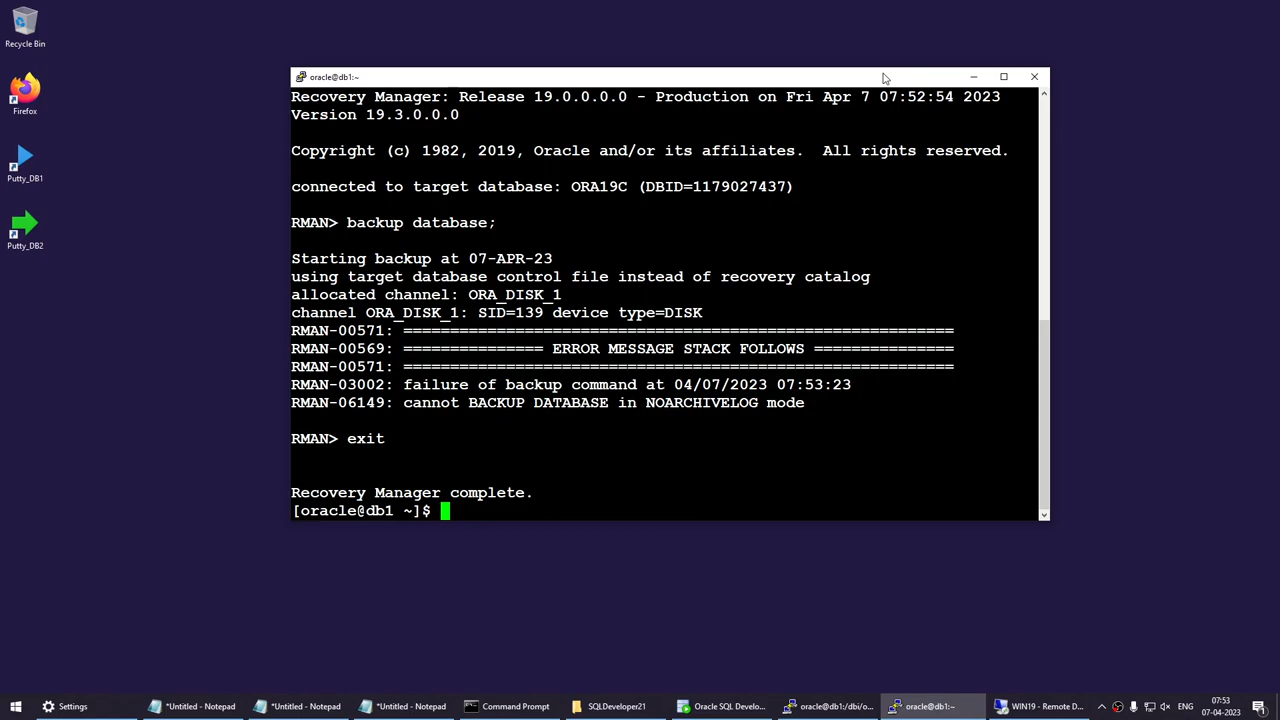 Recycle Bin
Firefox
Putty_DB1
Putty_DB2
oracle@db1:~
Recovery Manager: Release 19.0.0.0.0 - Production on Fri Apr 7 07:52:54 2023
Version 19.3.0.0.0
Copyright (c) 1982, 2019, Oracle and/or its affiliates.  All rights reserved.
connected to target database: ORA19C (DBID=1179027437)
RMAN> backup database;
Starting backup at 07-APR-23
using target database control file instead of recovery catalog
allocated channel: ORA_DISK_1
channel ORA_DISK_1: SID=139 device type=DISK
RMAN-00571: ===========================================================
RMAN-00569: =============== ERROR MESSAGE STACK FOLLOWS ===============
RMAN-00571: ===========================================================
RMAN-03002: failure of backup command at 04/07/2023 07:53:23
RMAN-06149: cannot BACKUP DATABASE in NOARCHIVELOG mode
RMAN> exit
Recovery Manager complete.
[oracle@db1 ~]$
Settings
*Untitled - Notepad
*Untitled - Notepad
*Untitled - Notepad
Command Prompt
SQLDeveloper21
Oracle SQL Develo...
oracle@db1:/dbi/o...
oracle@db1:~
WIN19 - Remote D...
ENG
07:53
07-04-2023